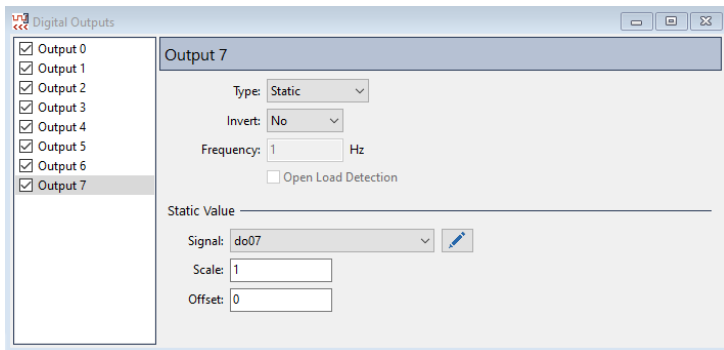 Digital Outputs
Output 0
Output 1
Output 2
Output 3
Output 4
Output 5
Output 6
Output 7
Output 7
Type: Static
Invert: No
Frequency: 1 Hz
Open Load Detection
Static Value
Signal: do07
Scale: 1
Offset: 0